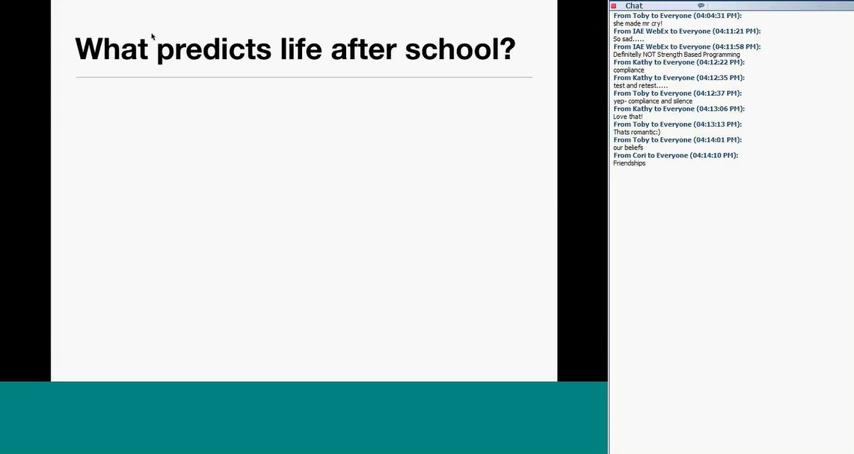 What predicts life after school?
Chat
From Toby to Everyone (04:04:31 PM):
she made mr cry!
From IAE WebEx to Everyone (04:11:21 PM):
So sad.....
From IAE WebEx to Everyone (04:11:58 PM):
Definitelly NOT Strength Based Programming
From Kathy to Everyone (04:12:22 PM):
compliance
From Kathy to Everyone (04:12:35 PM):
test and retest.....
From Toby to Everyone (04:12:37 PM):
yep- compliance and silence
From Kathy to Everyone (04:13:06 PM):
Love that!
From Toby to Everyone (04:13:13 PM):
Thats romantic:)
From Toby to Everyone (04:14:01 PM):
our beliefs
From Cori to Everyone (04:14:10 PM):
Friendships